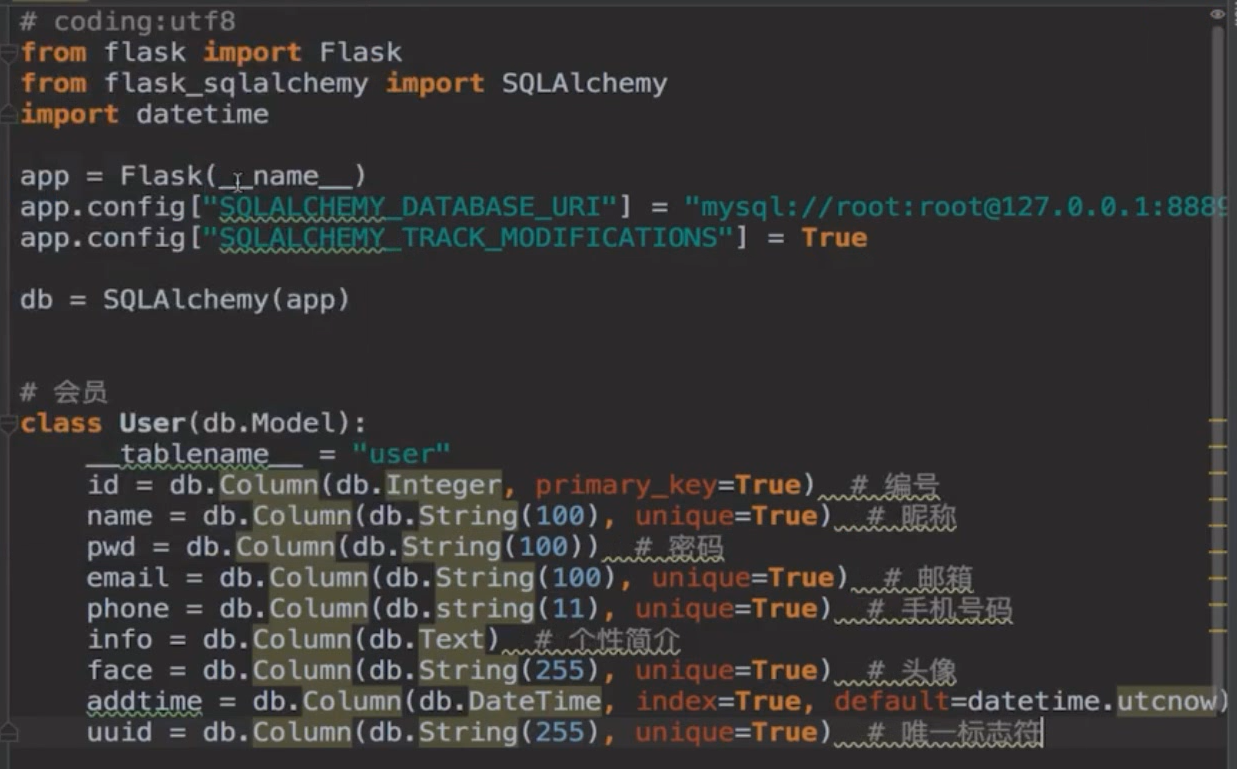 # coding:utf8
from flask import Flask
from flask_sqlalchemy import SQLAlchemy
import datetime
app = Flask(__name__)
app.config["SQLALCHEMY_DATABASE_URI"] = "mysql://root:root@127.0.0.1:8889
app.config["SQLALCHEMY_TRACK_MODIFICATIONS"] = True
db = SQLAlchemy(app)
# 会员
class User(db.Model):
    __tablename__ = "user"
    id = db.Column(db.Integer, primary_key=True)  # 编号
    name = db.Column(db.String(100), unique=True)  # 昵称
    pwd = db.Column(db.String(100))  # 密码
    email = db.Column(db.String(100), unique=True)  # 邮箱
    phone = db.Column(db.string(11), unique=True)  # 手机号码
    info = db.Column(db.Text)  # 个性简介
    face = db.Column(db.String(255), unique=True)  # 头像
    addtime = db.Column(db.DateTime, index=True, default=datetime.utcnow)
    uuid = db.Column(db.String(255), unique=True)  # 唯一标志符